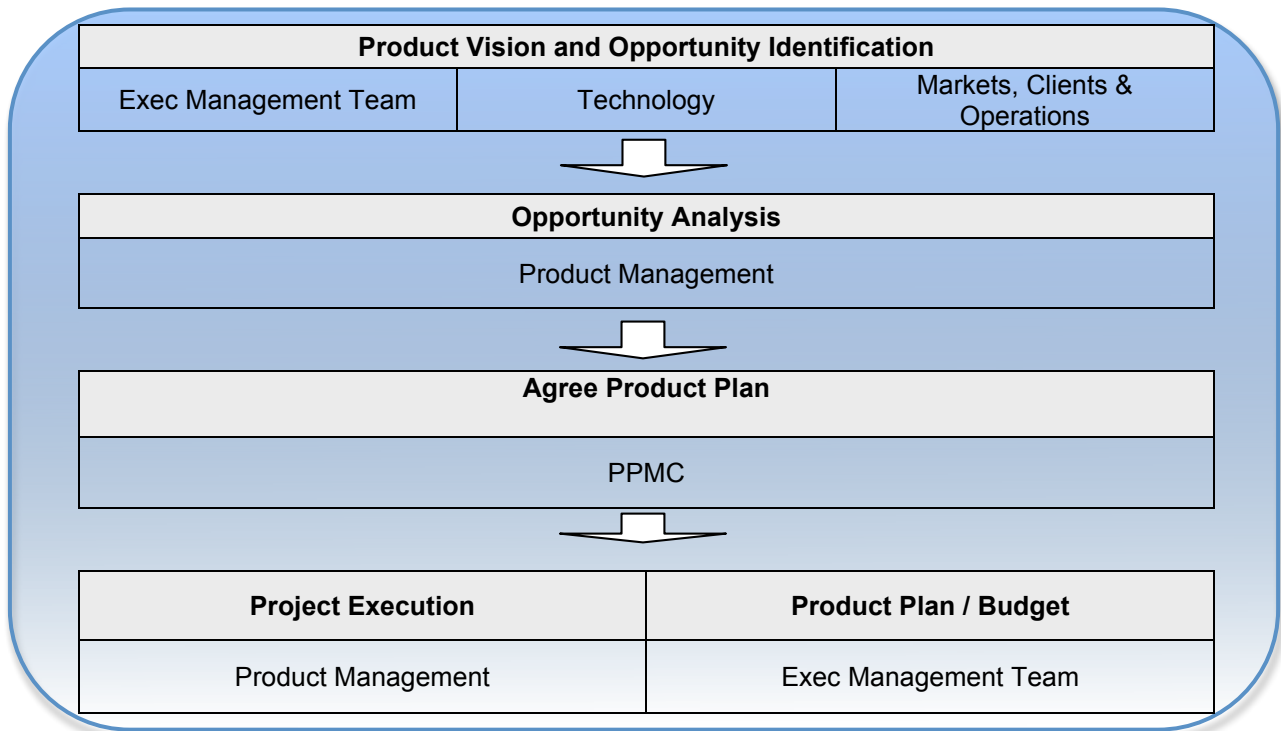 Product Vision and Opportunity Identification
Exec Management Team
Technology
Markets, Clients &
Operations
Opportunity Analysis
Product Management
Agree Product Plan
PPMC
Project Execution
Product Plan / Budget
Product Management
Exec Management Team